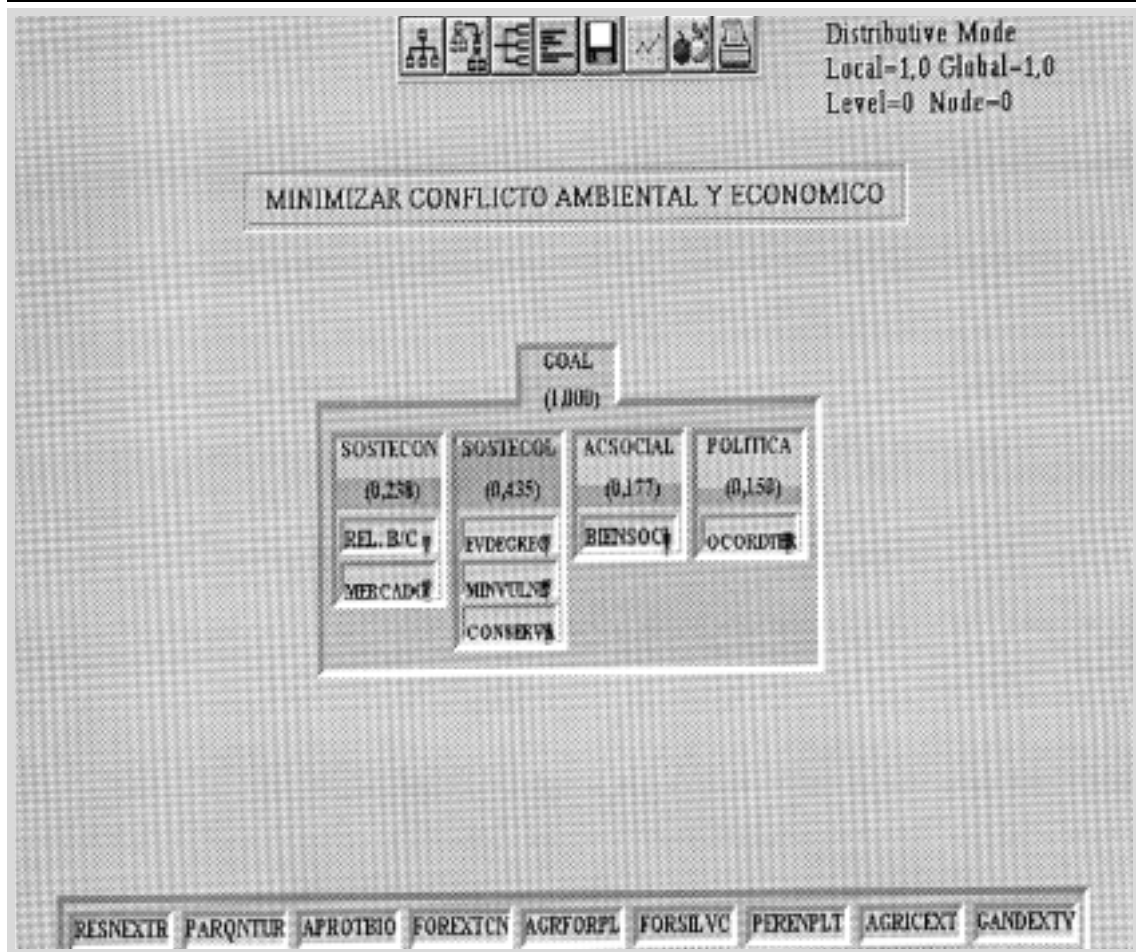 Distributive Mode
Local=1,0 Global=1,0
Level=0 Node=0
MINIMIZAR CONFLICTO AMBIENTAL Y ECONOMICO
GOAL
(1,000)
SOSTECON SOSTECOL ACSOCIAL POLITICA
(0,238) (0,435) (0,177) (0,150)
REL. B/C EVDEGREC BIENSOC OCORDTER
MERCADO MINVULN
CONSERV
RESNEXTR PARQNTUR APROTBIO FOREXTCN AGRFORPL FORSILVC PERENPLT AGRICEXT GANDEXTV